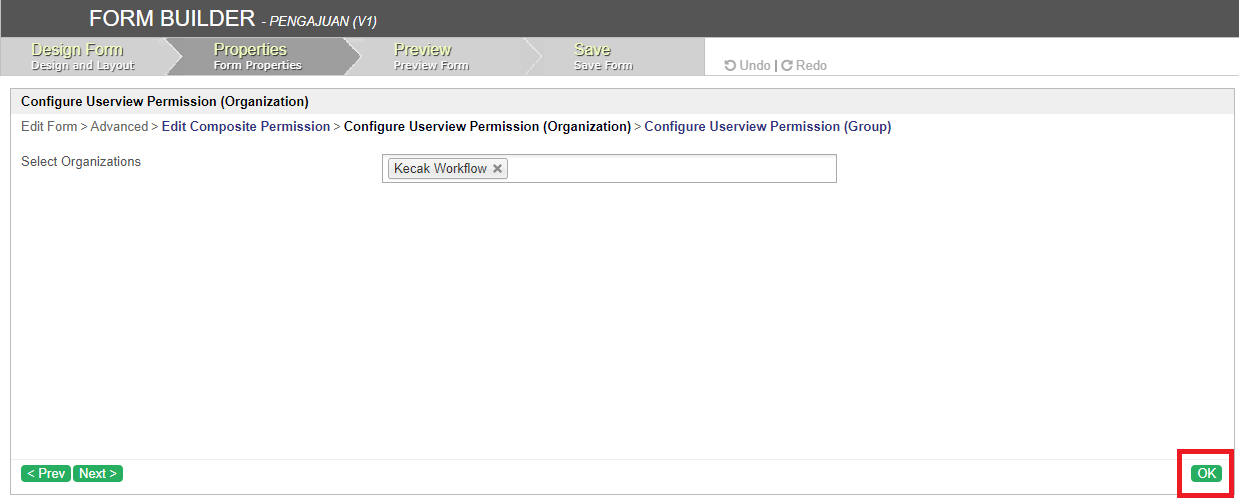 FORM BUILDER - PENGAJUAN (V1)
Design Form
Design and Layout
Properties
Form Properties
Preview
Preview Form
Save
Save Form
Undo | Redo
Configure Userview Permission (Organization)
Edit Form > Advanced > Edit Composite Permission > Configure Userview Permission (Organization) > Configure Userview Permission (Group)
Select Organizations
Kecak Workflow ×
< Prev Next >
OK